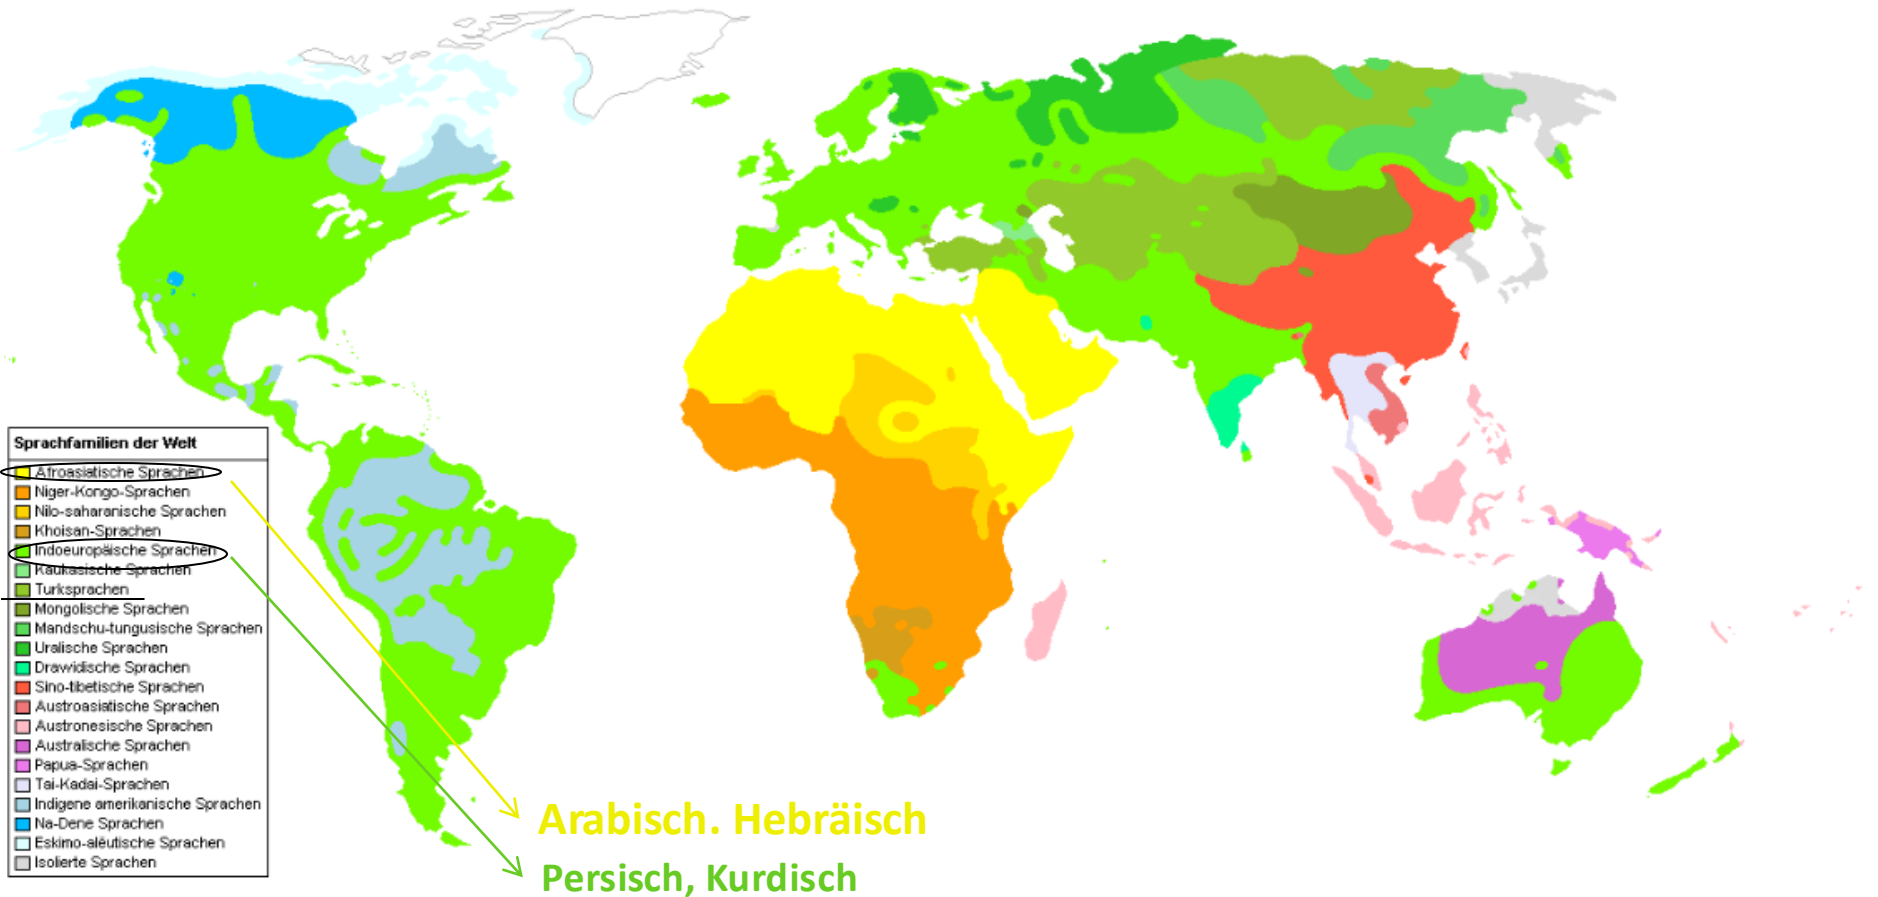 Sprachfamilien der Welt
Afroasiatische Sprachen
Niger-Kongo-Sprachen
Nilo-saharanische Sprachen
Khoisan-Sprachen
Indoeuropäische Sprachen
Kaukasische Sprachen
Turksprachen
Mongolische Sprachen
Mandschu-tungusische Sprachen
Uralische Sprachen
Drawidische Sprachen
Sino-tibetische Sprachen
Austroasiatische Sprachen
Austronesische Sprachen
Australische Sprachen
Papua-Sprachen
Tai-Kadai-Sprachen
Indigene amerikanische Sprachen
Na-Dene Sprachen
Eskimo-alëutische Sprachen
Isolierte Sprachen
Arabisch. Hebräisch
Persisch, Kurdisch